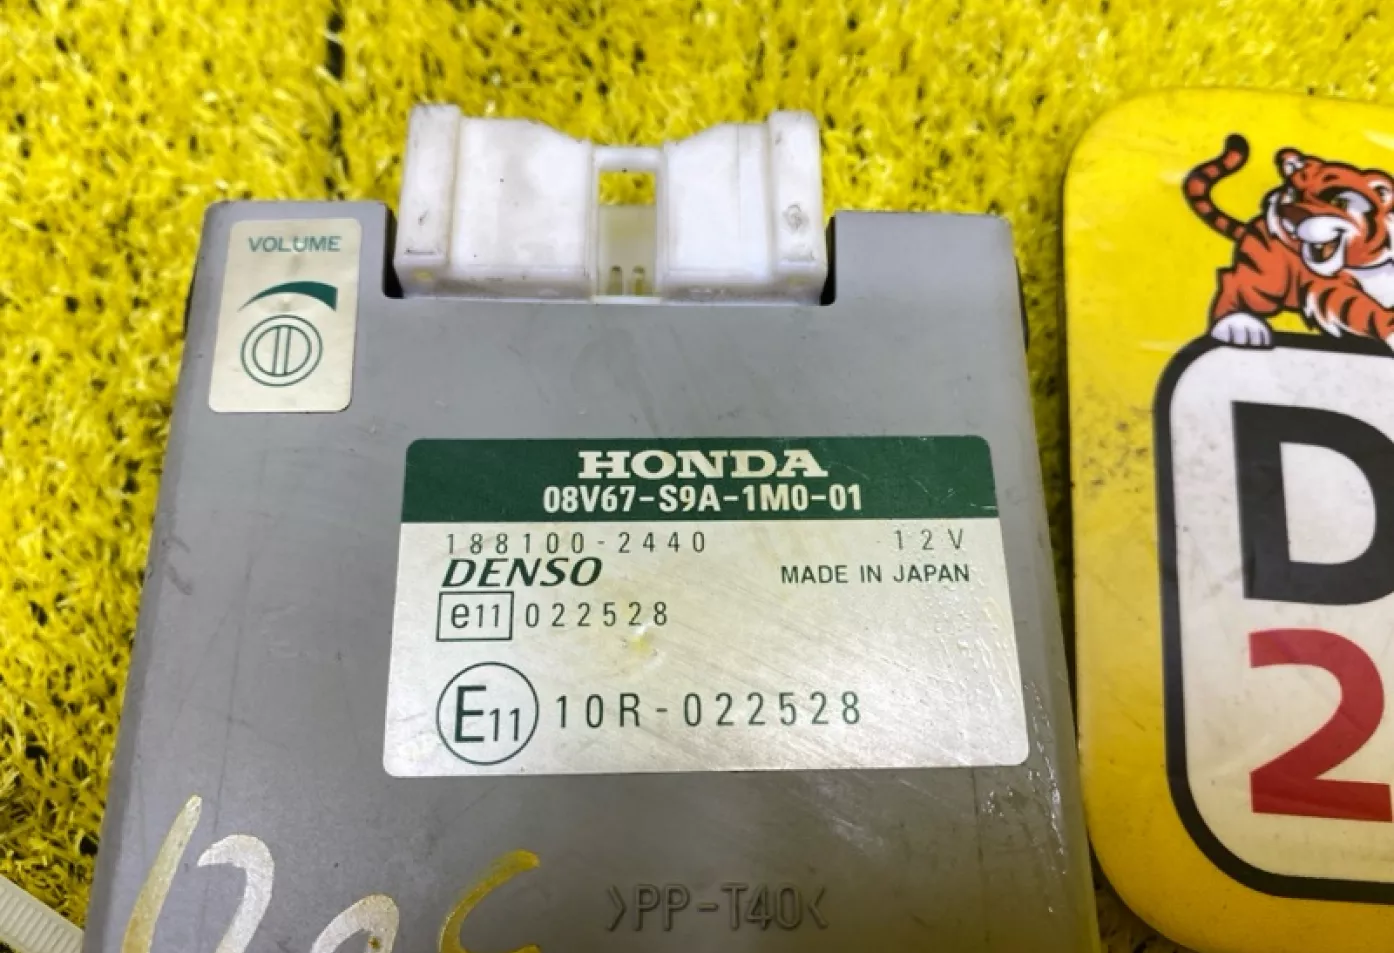 VOLUME
HONDA
08V67-S9A-1M0-01
188100-2440 12V
DENSO MADE IN JAPAN
e11 022528
E11 10R-022528
>PP-T40<
D
2